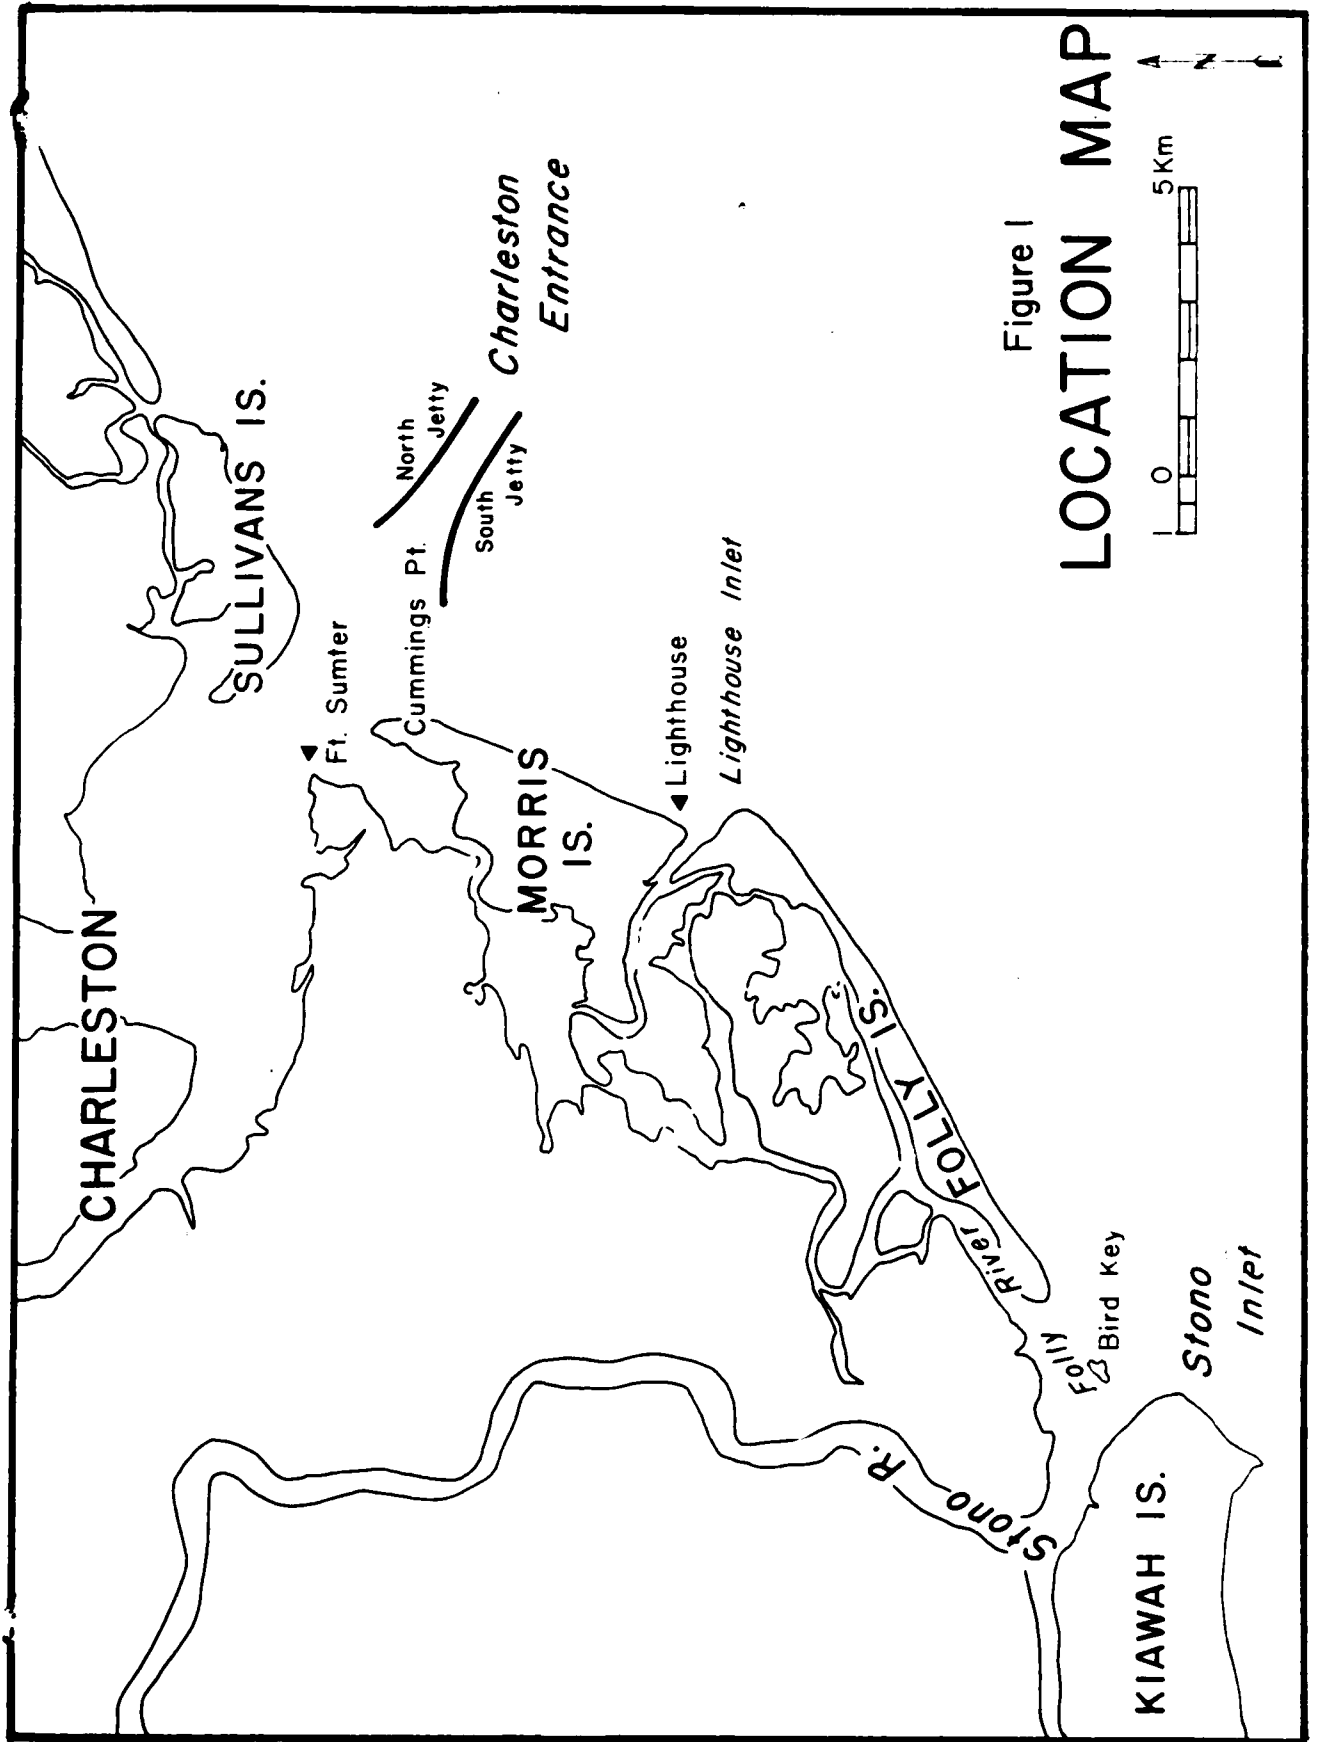 CHARLESTON
SULLIVANS IS.
Ft. Sumter
Cummings Pt.
North
Jetty
South
Jetty
Charleston
Entrance
MORRIS
IS.
Lighthouse
Lighthouse Inlet
FOLLY IS.
Folly River
Bird Key
Stono R.
Stono
Inlet
KIAWAH IS.
Figure 1
LOCATION MAP
1 0 5 Km
N